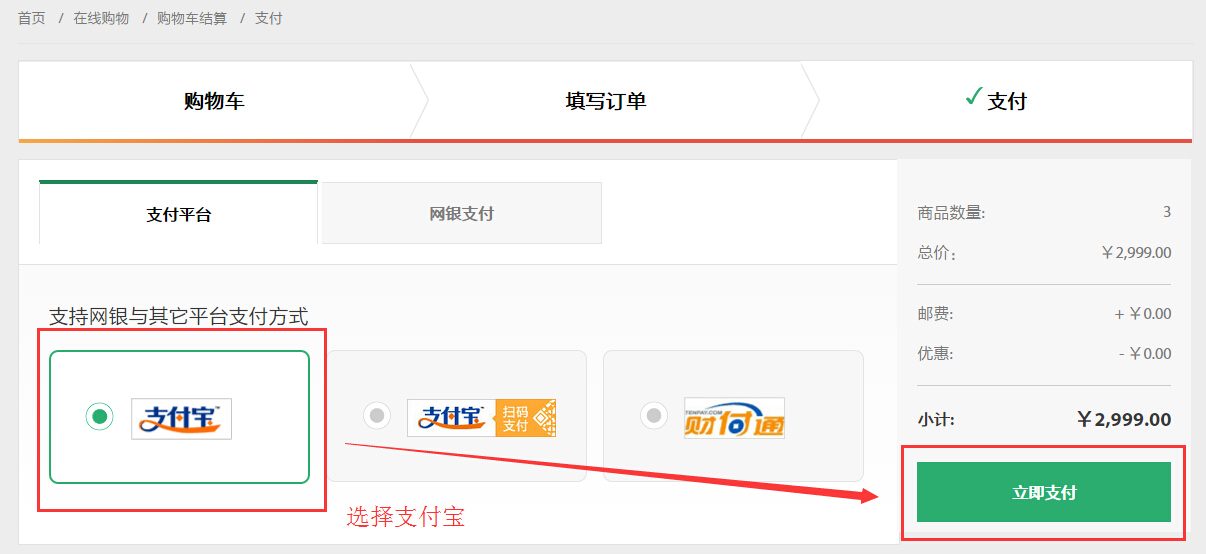 首页 / 在线购物 / 购物车结算 / 支付
购物车
填写订单
支付
支付平台
网银支付
支持网银与其它平台支付方式
支付宝™
支付宝™
扫码
支付
TENPAY.COM
财付通
选择支付宝
商品数量: 3
总价: ￥2,999.00
邮费: + ￥0.00
优惠: - ￥0.00
小计: ￥2,999.00
立即支付